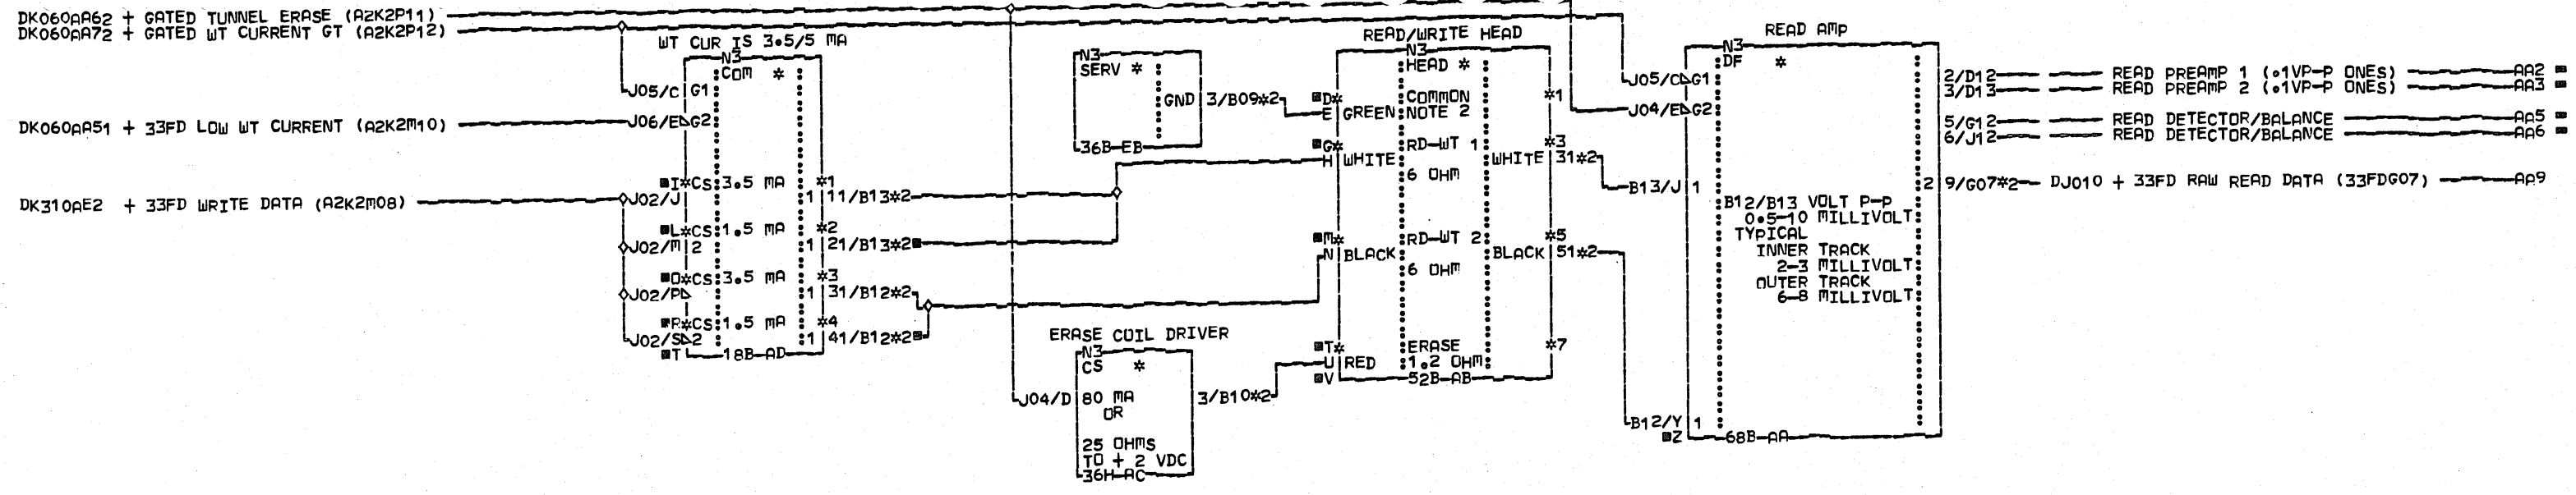 DK060AA62 + GATED TUNNEL ERASE (A2K2P11)
DK060AA72 + GATED WT CURRENT GT (A2K2P12)
DK060AA51 + 33FD LOW WT CURRENT (A2K2M10)
DK310AE2 + 33FD WRITE DATA (A2K2M08)
WT CUR IS 3.5/5 MA
N3
COM *
J05/C G1
J06/E G2
■I*CS 3.5 MA *1
J02/J 1 11/B13*2
■L*CS 1.5 MA *2
J02/M 2 1 21/B13*2■
■O*CS 3.5 MA *3
J02/P 1 31/B12*2
■R*CS 1.5 MA *4
J02/S 2 1 41/B12*2■
■T 18B-AD
N3
SERV *
GND 3/B09*2
36B-EB
ERASE COIL DRIVER
N3
CS *
J04/D 80 MA 3/B10*2
OR
25 OHMS
TO + 2 VDC
36H-AC
READ/WRITE HEAD
N3
HEAD *
■D* COMMON *1
E GREEN NOTE 2
■G* RD-WT 1 *3
H WHITE WHITE 31*2
6 OHM
■M* RD-WT 2 *5
N BLACK BLACK 51*2
6 OHM
■T* ERASE *7
U RED 1.2 OHM
■V 52B-AB
READ AMP
N3
DF *
J05/C G1
J04/E G2
B13/J 1
B12/B13 VOLT P-P
0.5-10 MILLIVOLT
TYPICAL
INNER TRACK
2-3 MILLIVOLT
OUTER TRACK
6-8 MILLIVOLT
B12/Y 1
■Z 68B-AA
2/D12 READ PREAMP 1 (.1VP-P ONES) AA2 ■
3/D13 READ PREAMP 2 (.1VP-P ONES) AA3 ■
5/G12 READ DETECTOR/BALANCE AA5 ■
6/J12 READ DETECTOR/BALANCE AA6 ■
2 9/G07*2 DJ010 + 33FD RAW READ DATA (33FDG07) AA9